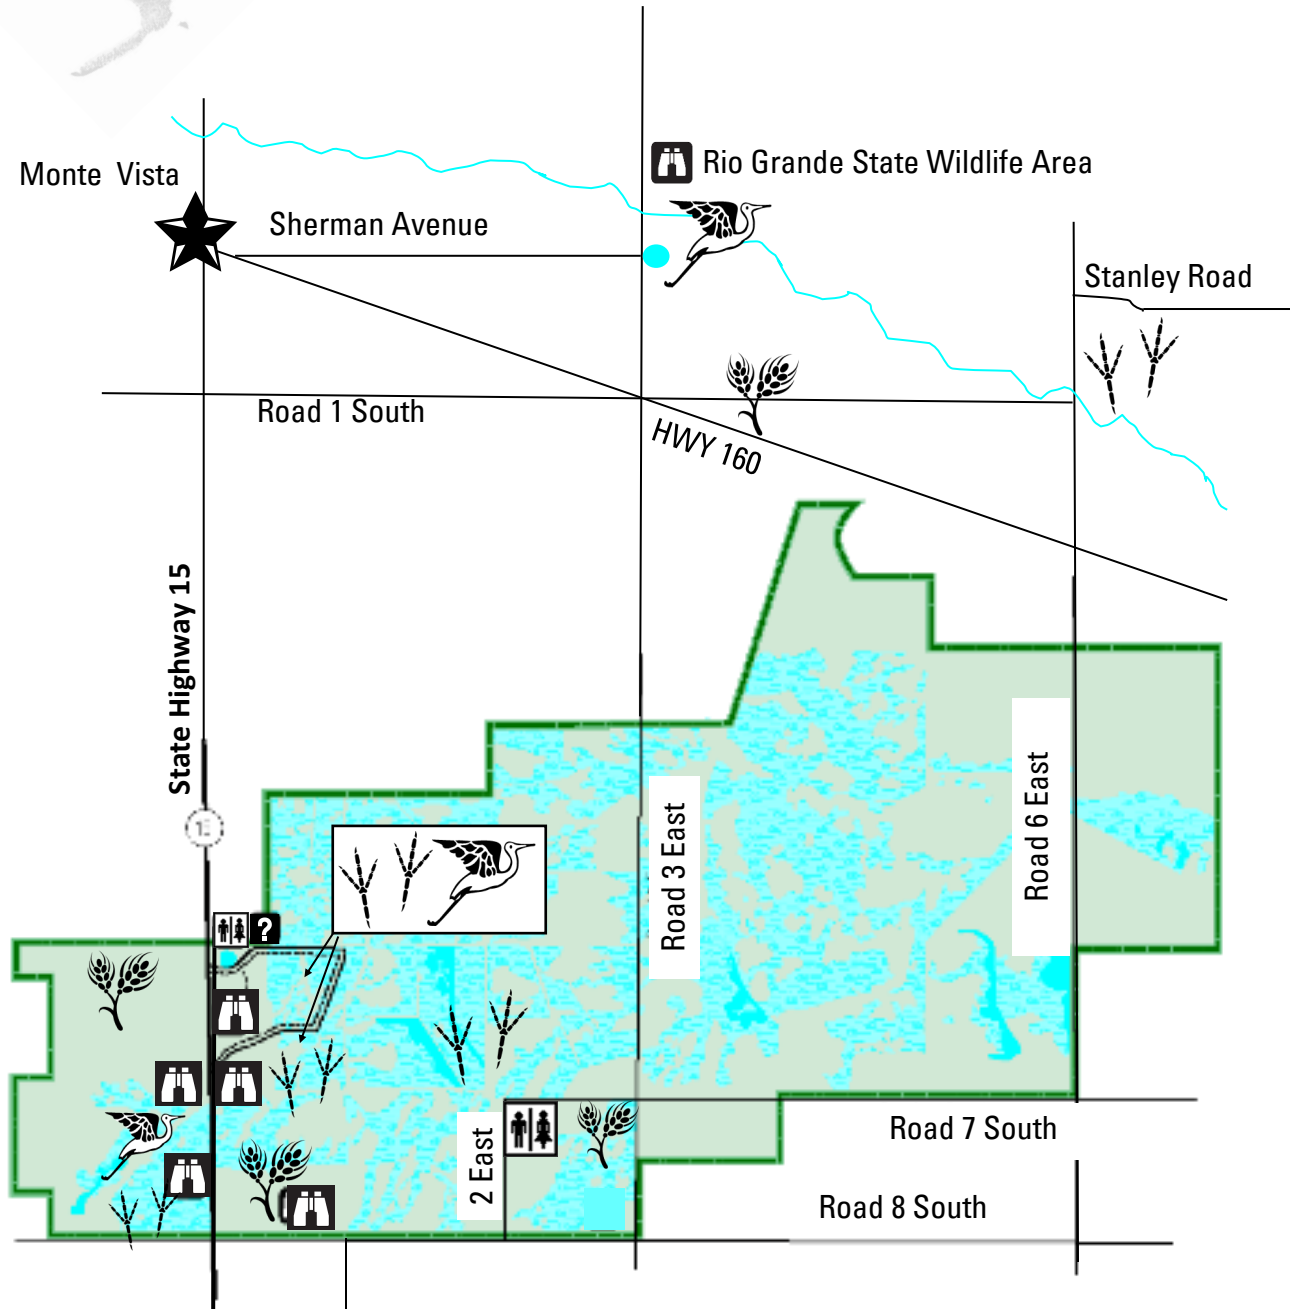 Rio Grande State Wildlife Area
Monte Vista
Sherman Avenue
Stanley Road
Road 1 South
HWY 160
State Highway 15
Road 6 East
Road 3 East
?
2 East
Road 7 South
Road 8 South